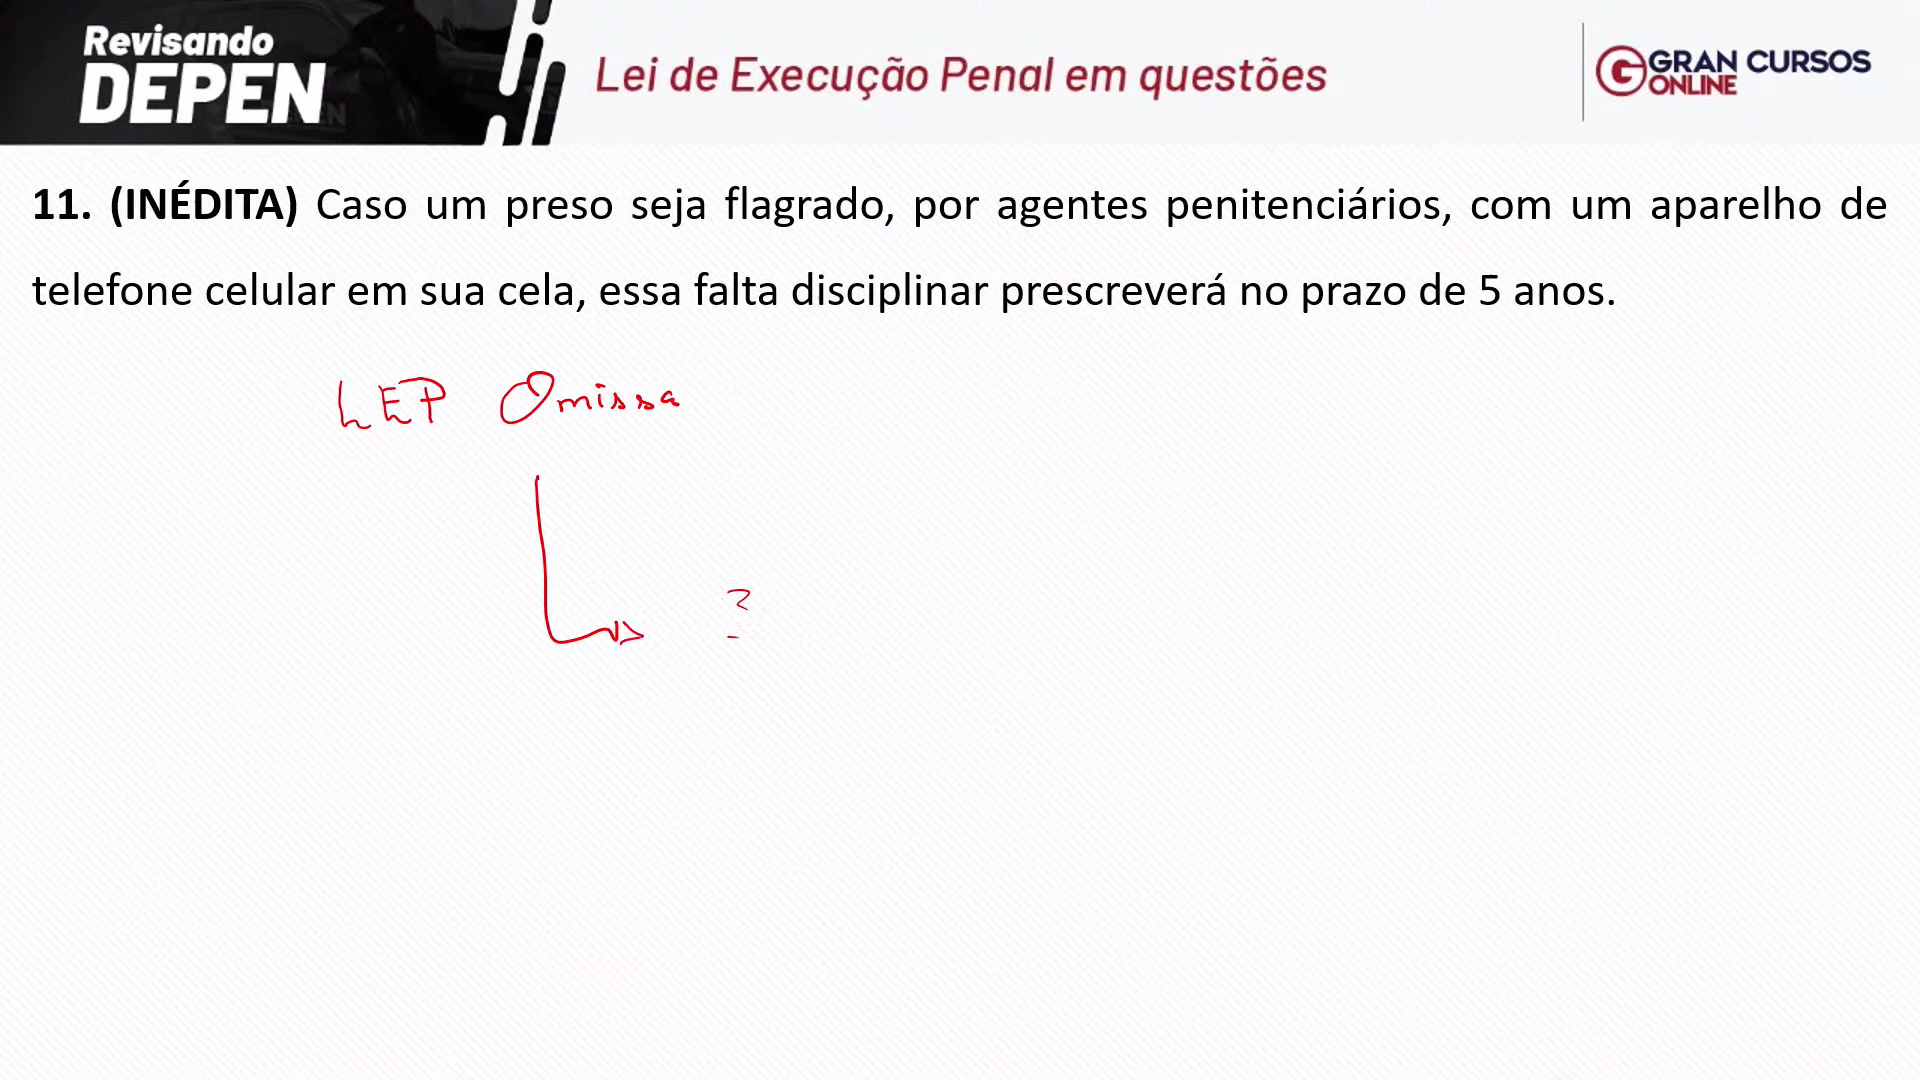 Revisando
DEPEN
Lei de Execução Penal em questões
GRAN CURSOS
ONLINE
11. (INÉDITA) Caso um preso seja flagrado, por agentes penitenciários, com um aparelho de
telefone celular em sua cela, essa falta disciplinar prescreverá no prazo de 5 anos.
LEP Omissa